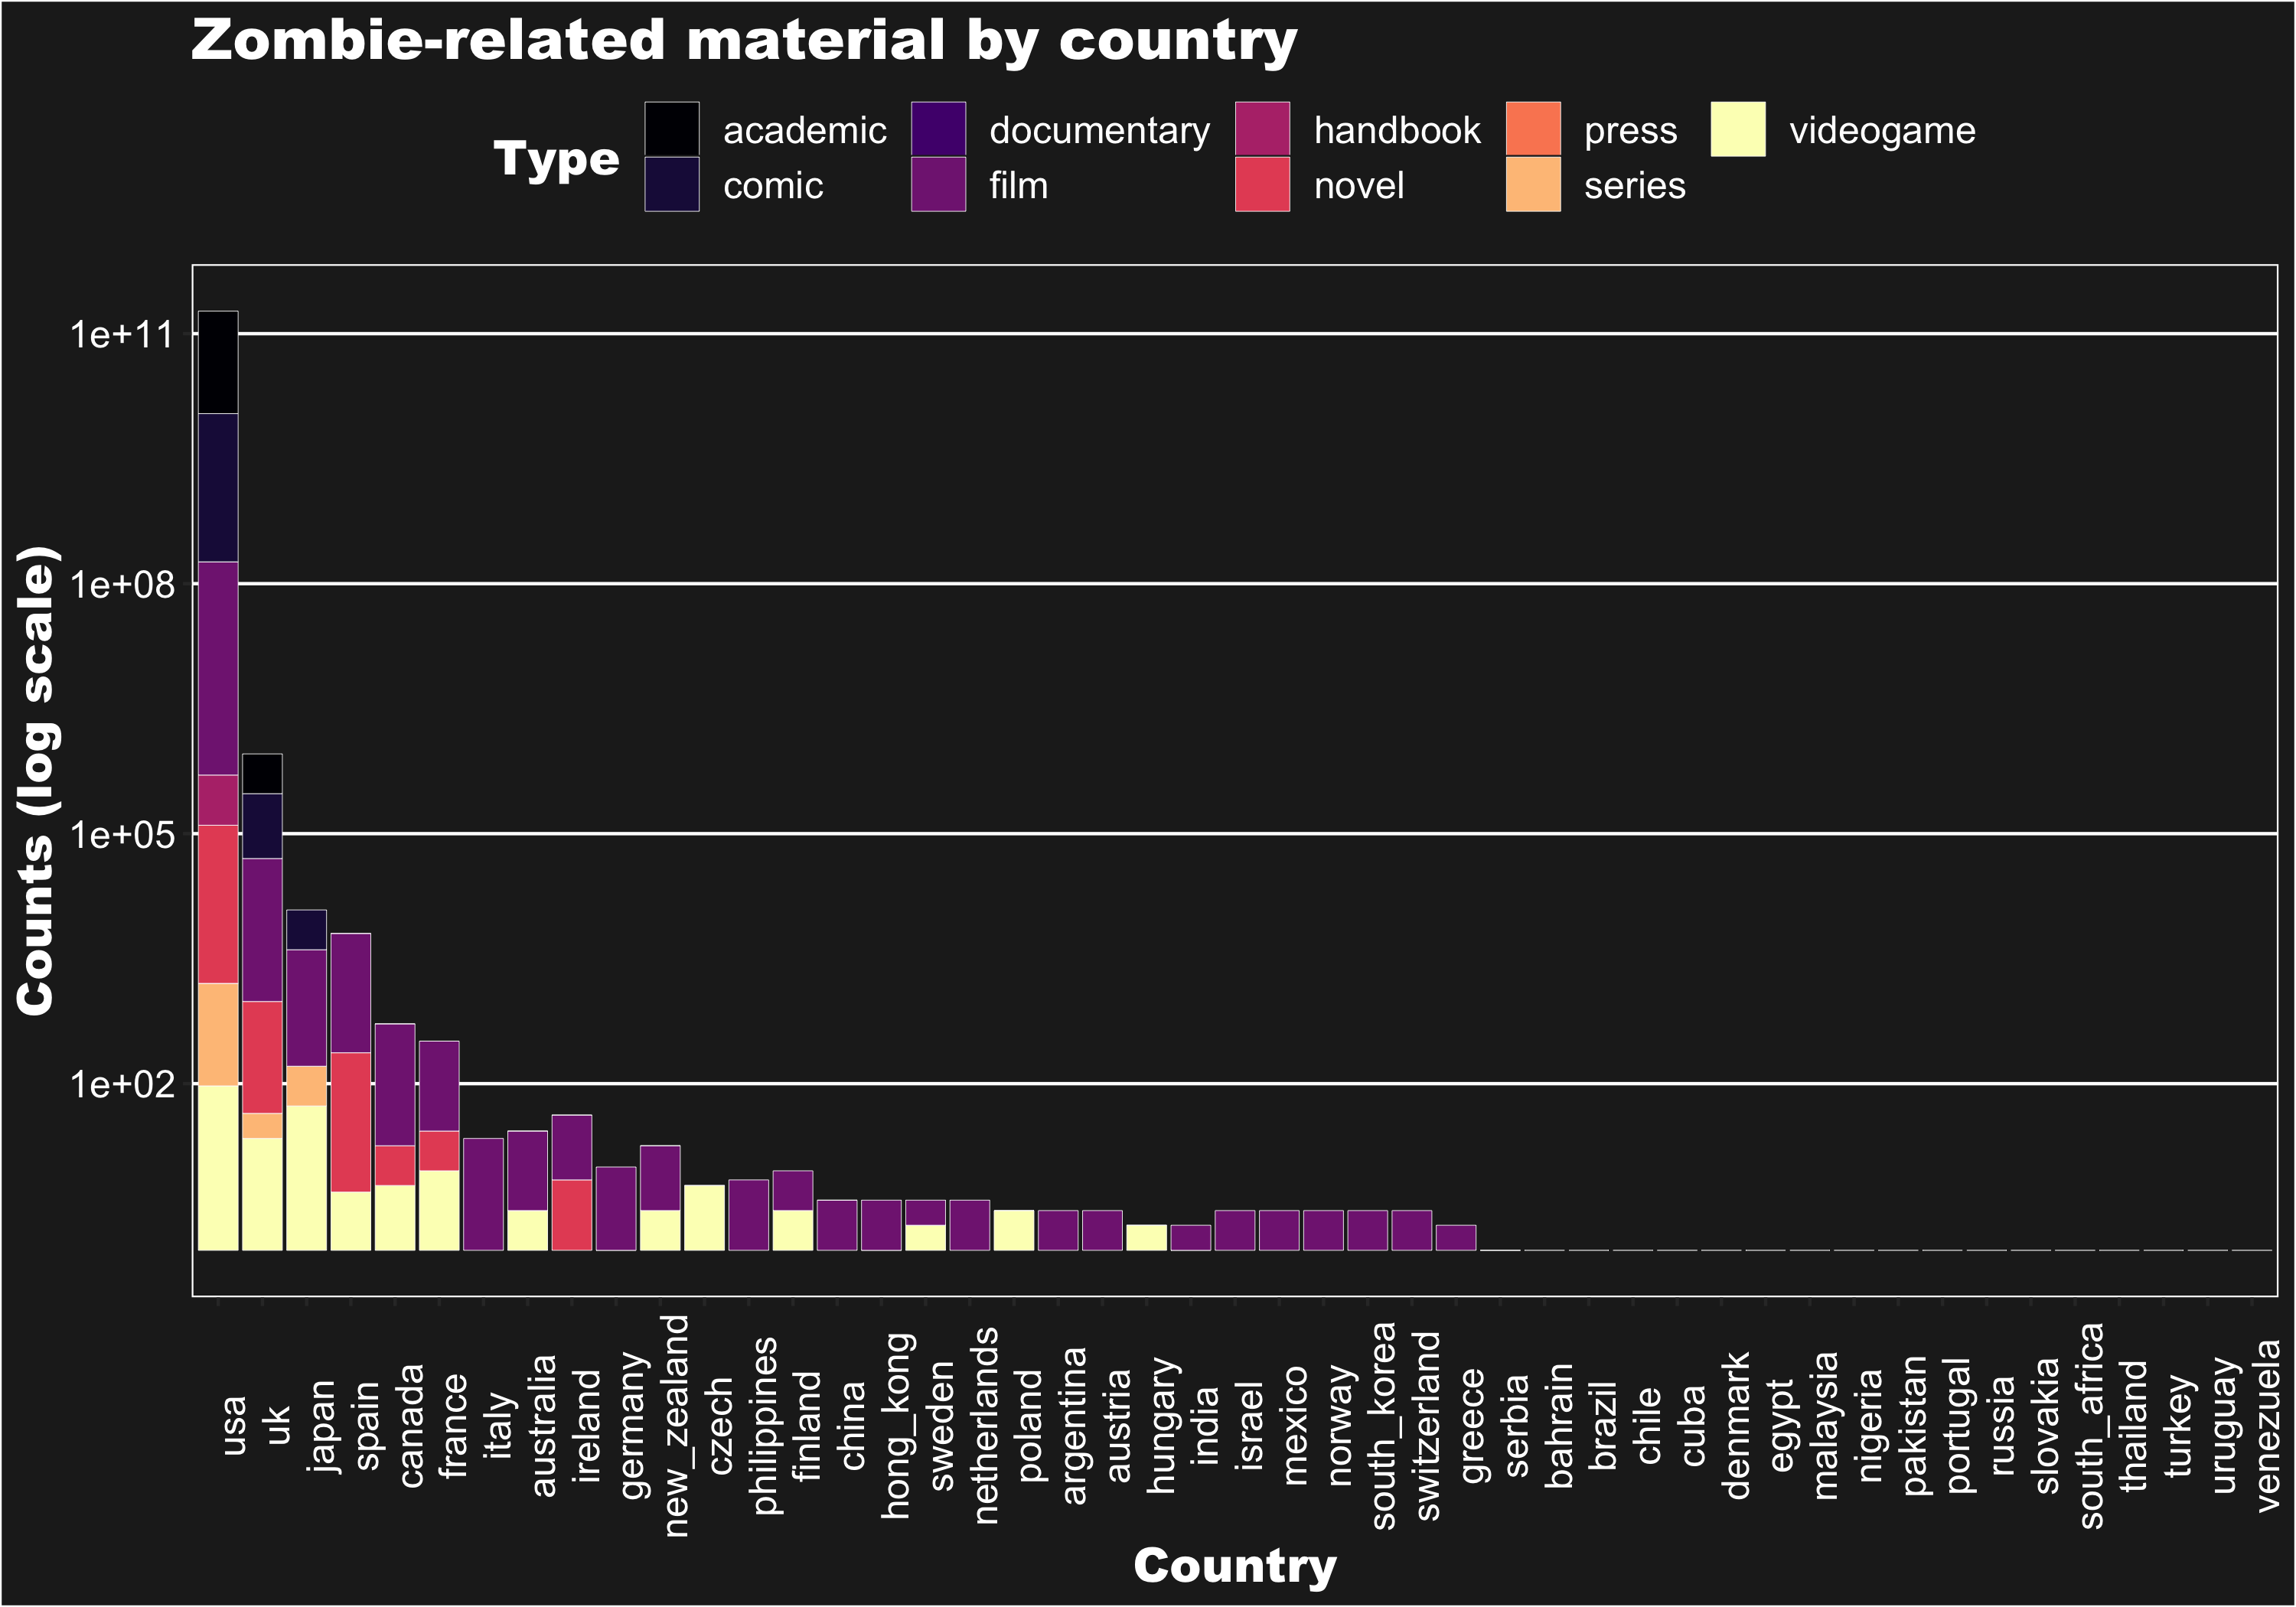 Zombie-related material by country
Type
academic
documentary
handbook
press
videogame
comic
film
novel
series
Counts (log scale)
1e+11
1e+08
1e+05
1e+02
usa
uk
japan
spain
canada
france
italy
australia
ireland
germany
new_zealand
czech
philippines
finland
china
hong_kong
sweden
netherlands
poland
argentina
austria
hungary
india
israel
mexico
norway
south_korea
switzerland
greece
serbia
bahrain
brazil
chile
cuba
denmark
egypt
malaysia
nigeria
pakistan
portugal
russia
slovakia
south_africa
thailand
turkey
uruguay
venezuela
Country